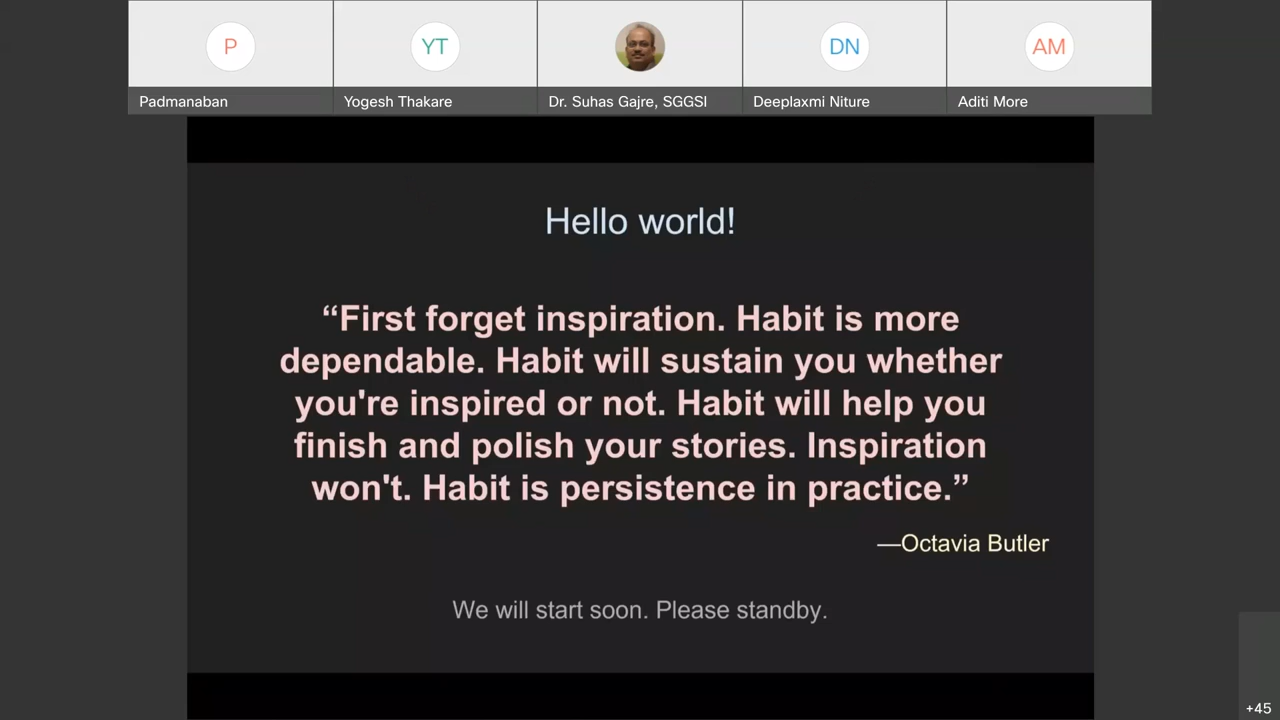 P
YT
DN
AM
Padmanaban
Yogesh Thakare
Dr. Suhas Gajre, SGGSI
Deeplaxmi Niture
Aditi More
Hello world!
“First forget inspiration. Habit is more
dependable. Habit will sustain you whether
you're inspired or not. Habit will help you
finish and polish your stories. Inspiration
won't. Habit is persistence in practice.”
—Octavia Butler
We will start soon. Please standby.
+45